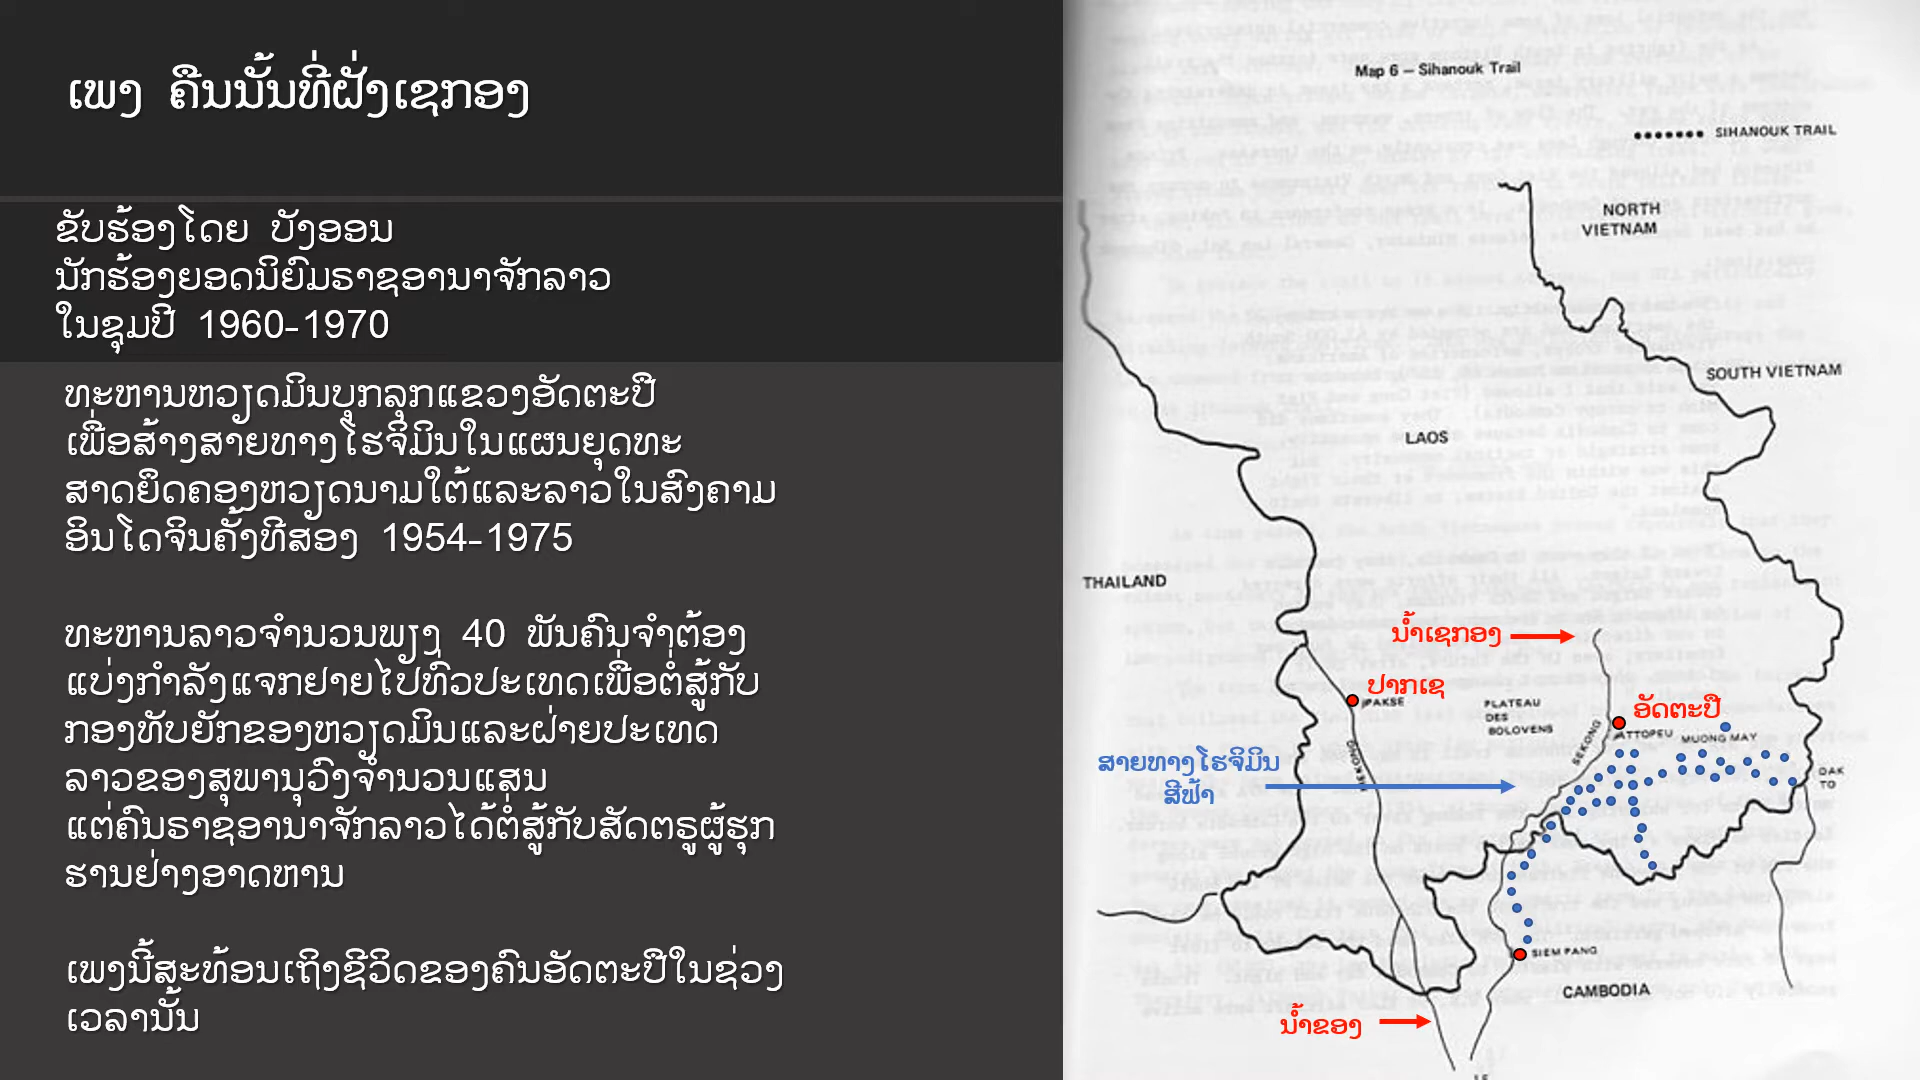 ເພງ ຄືນນັ້ນທີ່ຝັ່ງເຊກອງ
ຂັບຮ້ອງໂດຍ ບັງອອນ
ນັກຮ້ອງຍອດນິຍົມຣາຊອານາຈັກລາວ
ໃນຊຸມປີ 1960-1970
ທະຫານຫວຽດມິນບຸກລຸກແຂວງອັດຕະປື
ເພື່ອສ້າງສາຍທາງໂຮຈິມິນໃນແຜນຍຸດທະ
ສາດຍຶດຄອງຫວຽດນາມໃຕ້ແລະລາວໃນສົງຄາມ
ອິນໂດຈິນຄັ້ງທີສອງ 1954-1975
ທະຫານລາວຈຳນວນພຽງ 40 ພັນຄົນຈຳຕ້ອງ
ແບ່ງກຳລັງແຈກຢາຍໄປທົ່ວປະເທດເພື່ອຕໍ່ສູ້ກັບ
ກອງທັບຍັກຂອງຫວຽດມິນແລະຝ່າຍປະເທດ
ລາວຂອງສຸພານຸວົງຈຳນວນແສນ
ແຕ່ຄົນຣາຊອານາຈັກລາວໄດ້ຕໍ່ສູ້ກັບສັດຕຣູຜູ້ຮຸກ
ຮານຢ່າງອາດຫານ
ເພງນີ້ສະທ້ອນເຖິງຊີວິດຂອງຄົນອັດຕະປືໃນຊ່ວງ
ເວລານັ້ນ
Map 6 — Sihanouk Trail
SIHANOUK TRAIL
NORTH
VIETNAM
SOUTH VIETNAM
LAOS
THAILAND
ນ້ຳເຊກອງ
ປາກເຊ
PAKSE
PLATEAU
DES
BOLOVENS
ອັດຕະປື
ATTOPEU
MUONG MAY
SEKONG
MEKONG
ສາຍທາງໂຮຈິມິນ
ສີຟ້າ
DAK
TO
SIEM PANG
CAMBODIA
ນ້ຳຂອງ